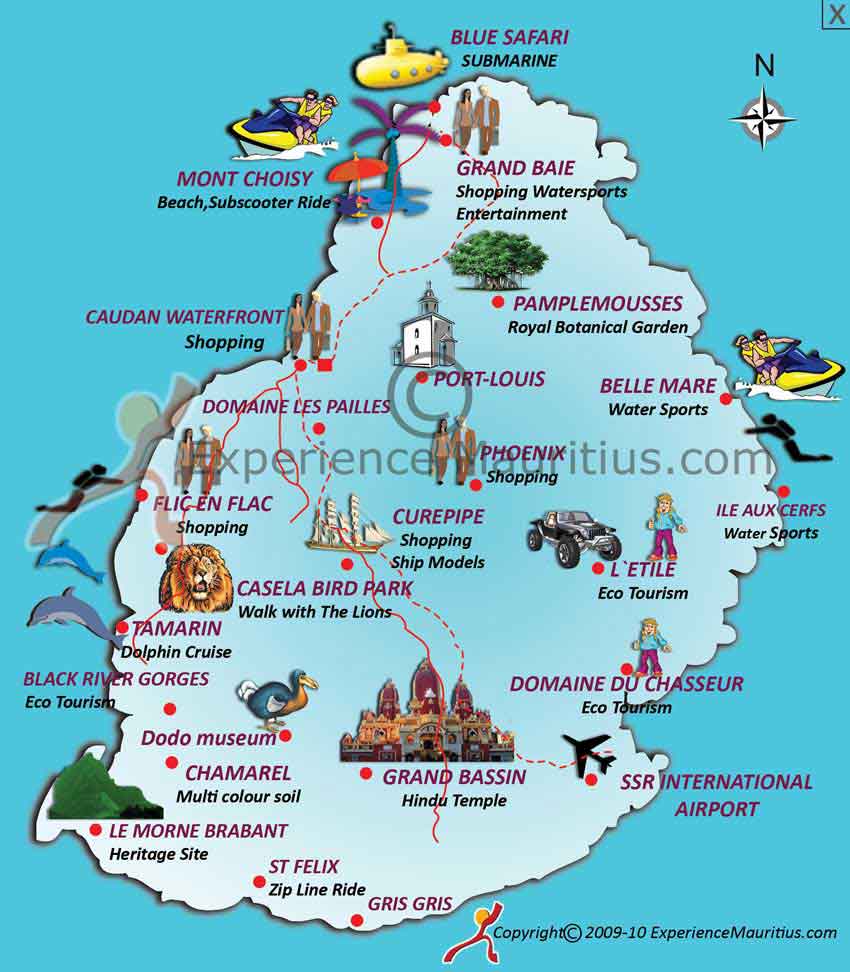 X
BLUE SAFARI
SUBMARINE
N
MONT CHOISY
Beach,Subscooter Ride
GRAND BAIE
Shopping Watersports
Entertainment
PAMPLEMOUSSES
Royal Botanical Garden
CAUDAN WATERFRONT
Shopping
PORT-LOUIS
BELLE MARE
Water Sports
DOMAINE LES PAILLES
©
ExperienceMauritius.com
PHOENIX
Shopping
FLIC EN FLAC
Shopping
CUREPIPE
Shopping
Ship Models
ILE AUX CERFS
Water Sports
L`ETILE
Eco Tourism
CASELA BIRD PARK
Walk with The Lions
TAMARIN
Dolphin Cruise
BLACK RIVER GORGES
Eco Tourism
DOMAINE DU CHASSEUR
Eco Tourism
Dodo museum
CHAMAREL
Multi colour soil
GRAND BASSIN
Hindu Temple
SSR INTERNATIONAL
AIRPORT
LE MORNE BRABANT
Heritage Site
ST FELIX
Zip Line Ride
GRIS GRIS
Copyright© 2009-10 ExperienceMauritius.com